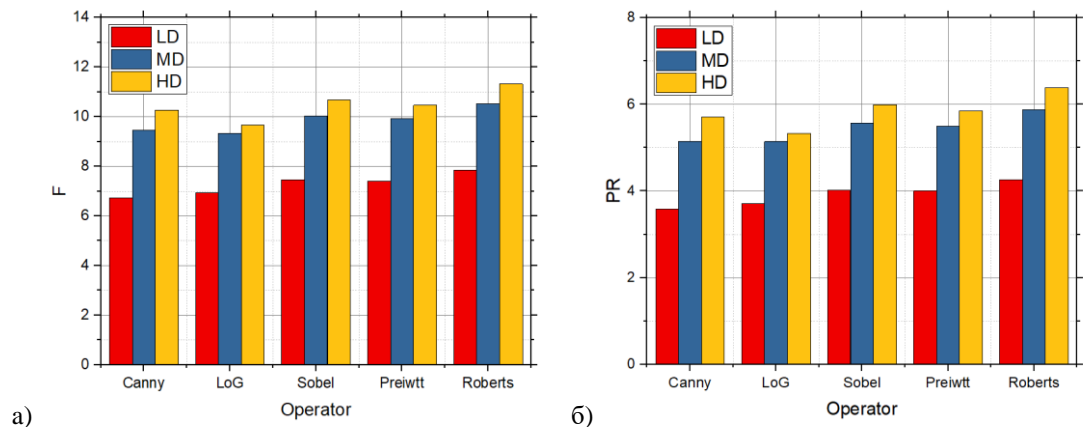 14
12
10
8
6
4
2
0
F
LD
MD
HD
Canny LoG Sobel Preiwtt Roberts
Operator
а)
8
6
4
2
0
PR
LD
MD
HD
Canny LoG Sobel Preiwtt Roberts
Operator
б)